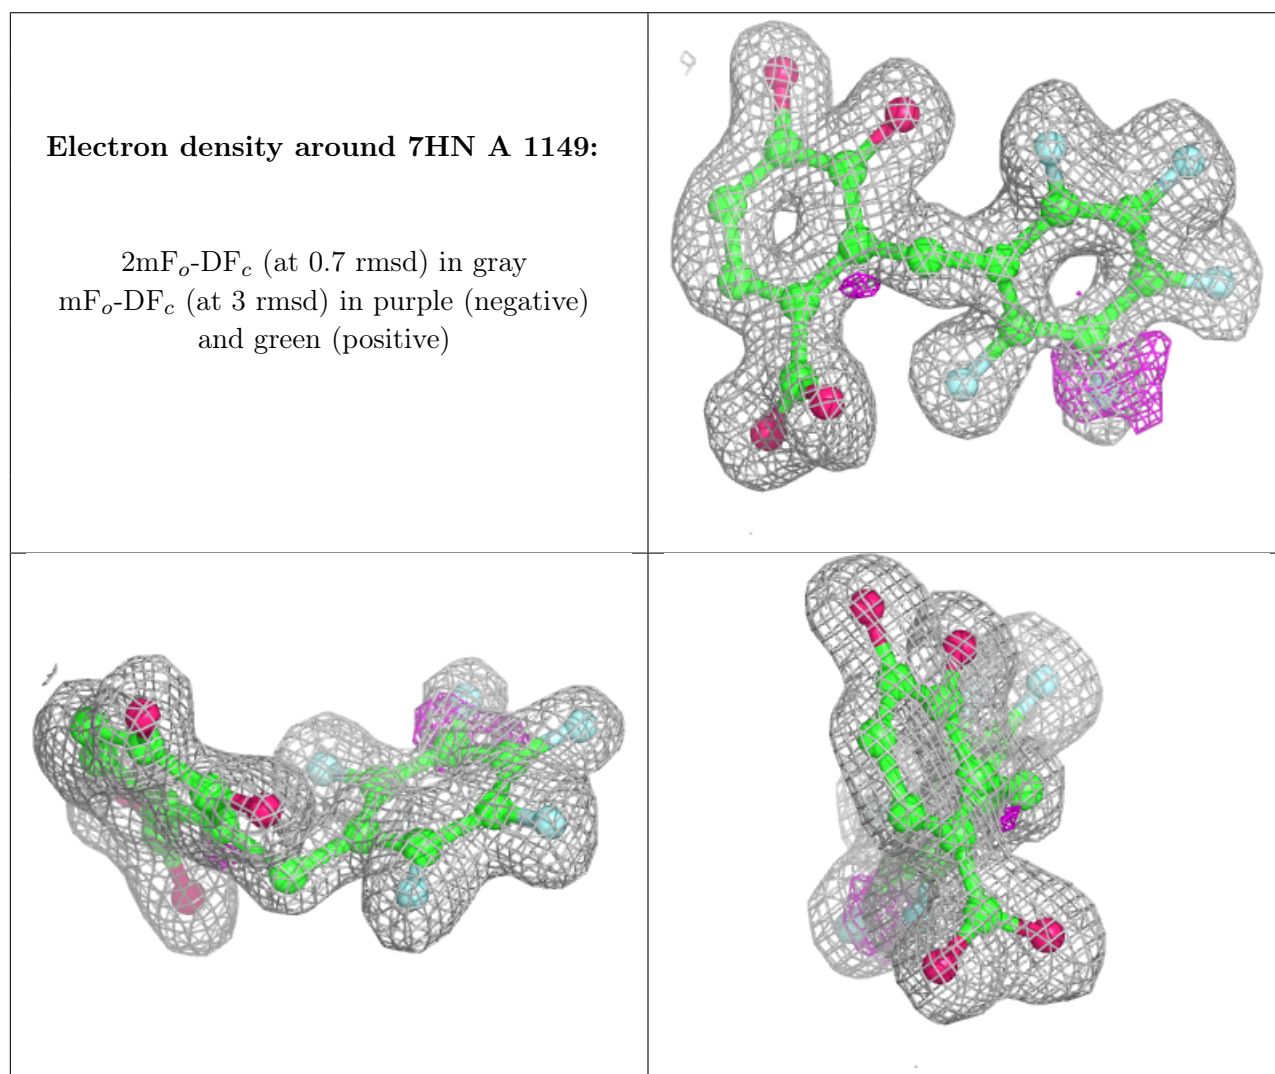 Electron density around 7HN A 1149:
2mFo-DFc (at 0.7 rmsd) in gray
mFo-DFc (at 3 rmsd) in purple (negative)
and green (positive)